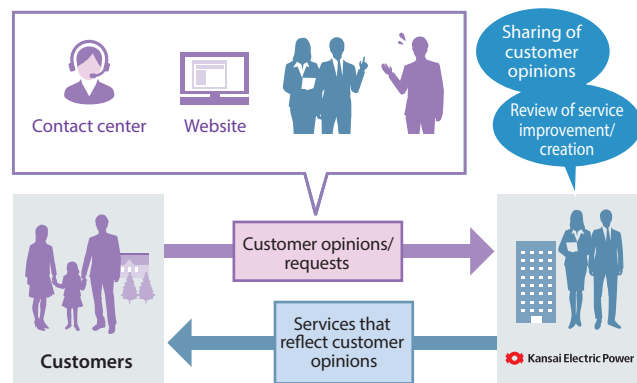 Sharing of
customer
opinions
Review of service
improvement/
creation
Contact center
Website
Customer opinions/
requests
Services that
reflect customer
opinions
Customers
Kansai Electric Power